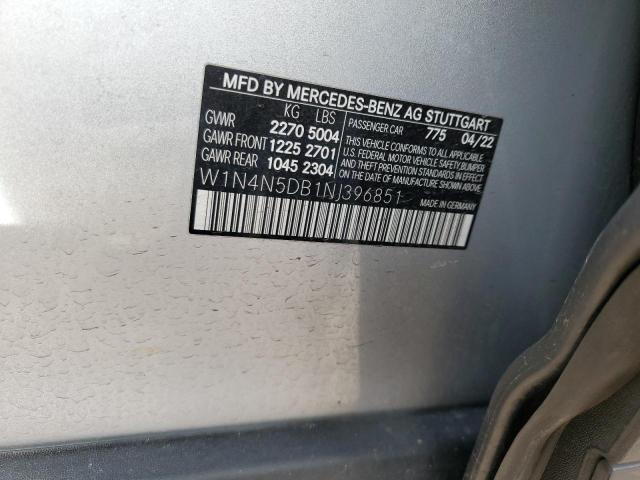 MFD BY MERCEDES-BENZ AG STUTTGART
KG LBS
GVWR 2270 5004
GAWR FRONT 1225 2701
GAWR REAR 1045 2304
PASSENGER CAR 775 04/22
THIS VEHICLE CONFORMS TO ALL APPLICABLE
U.S. FEDERAL MOTOR VEHICLE SAFETY,BUMPER
AND THEFT PREVENTION STANDARDS IN EFFECT
ON THE DATE OF MANUFACTURE SHOWN ABOVE.
W1N4N5DB1NJ396851
MADE IN GERMANY